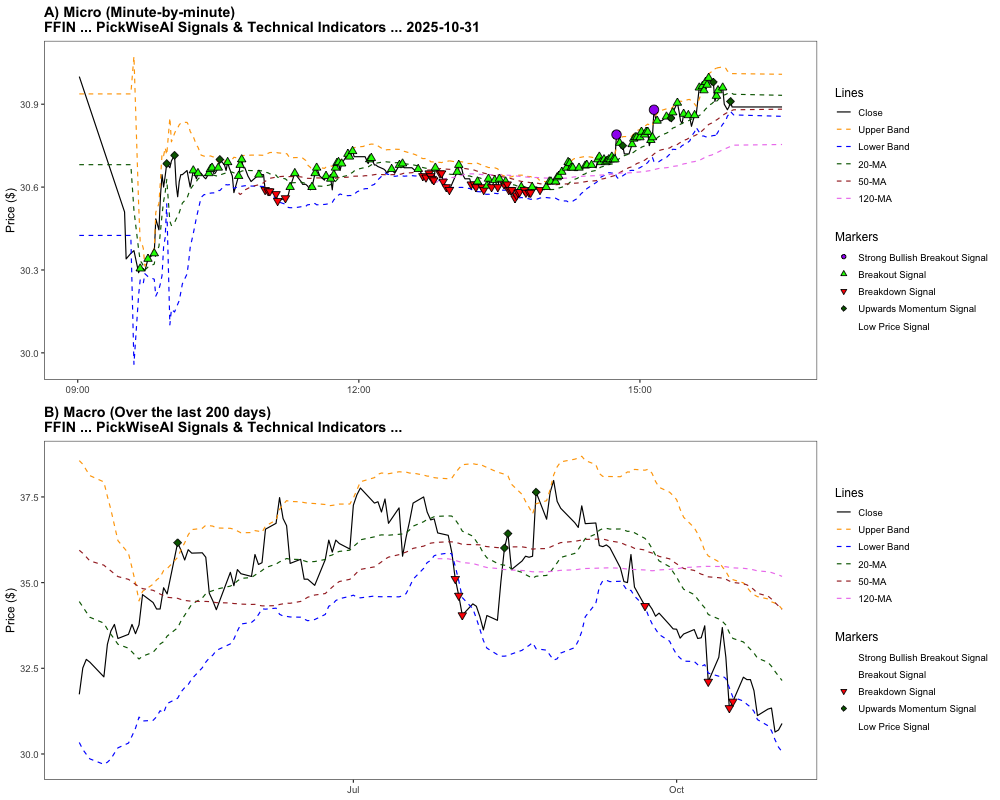 A) Micro (Minute-by-minute)
FFIN ... PickWiseAI Signals & Technical Indicators ... 2025-10-31
Price ($)
30.9
30.6
30.3
30.0
09:00
12:00
15:00
Lines
Close
Upper Band
Lower Band
20-MA
50-MA
120-MA
Markers
Strong Bullish Breakout Signal
Breakout Signal
Breakdown Signal
Upwards Momentum Signal
Low Price Signal
B) Macro (Over the last 200 days)
FFIN ... PickWiseAI Signals & Technical Indicators ...
Price ($)
37.5
35.0
32.5
30.0
Jul
Oct
Lines
Close
Upper Band
Lower Band
20-MA
50-MA
120-MA
Markers
Strong Bullish Breakout Signal
Breakout Signal
Breakdown Signal
Upwards Momentum Signal
Low Price Signal